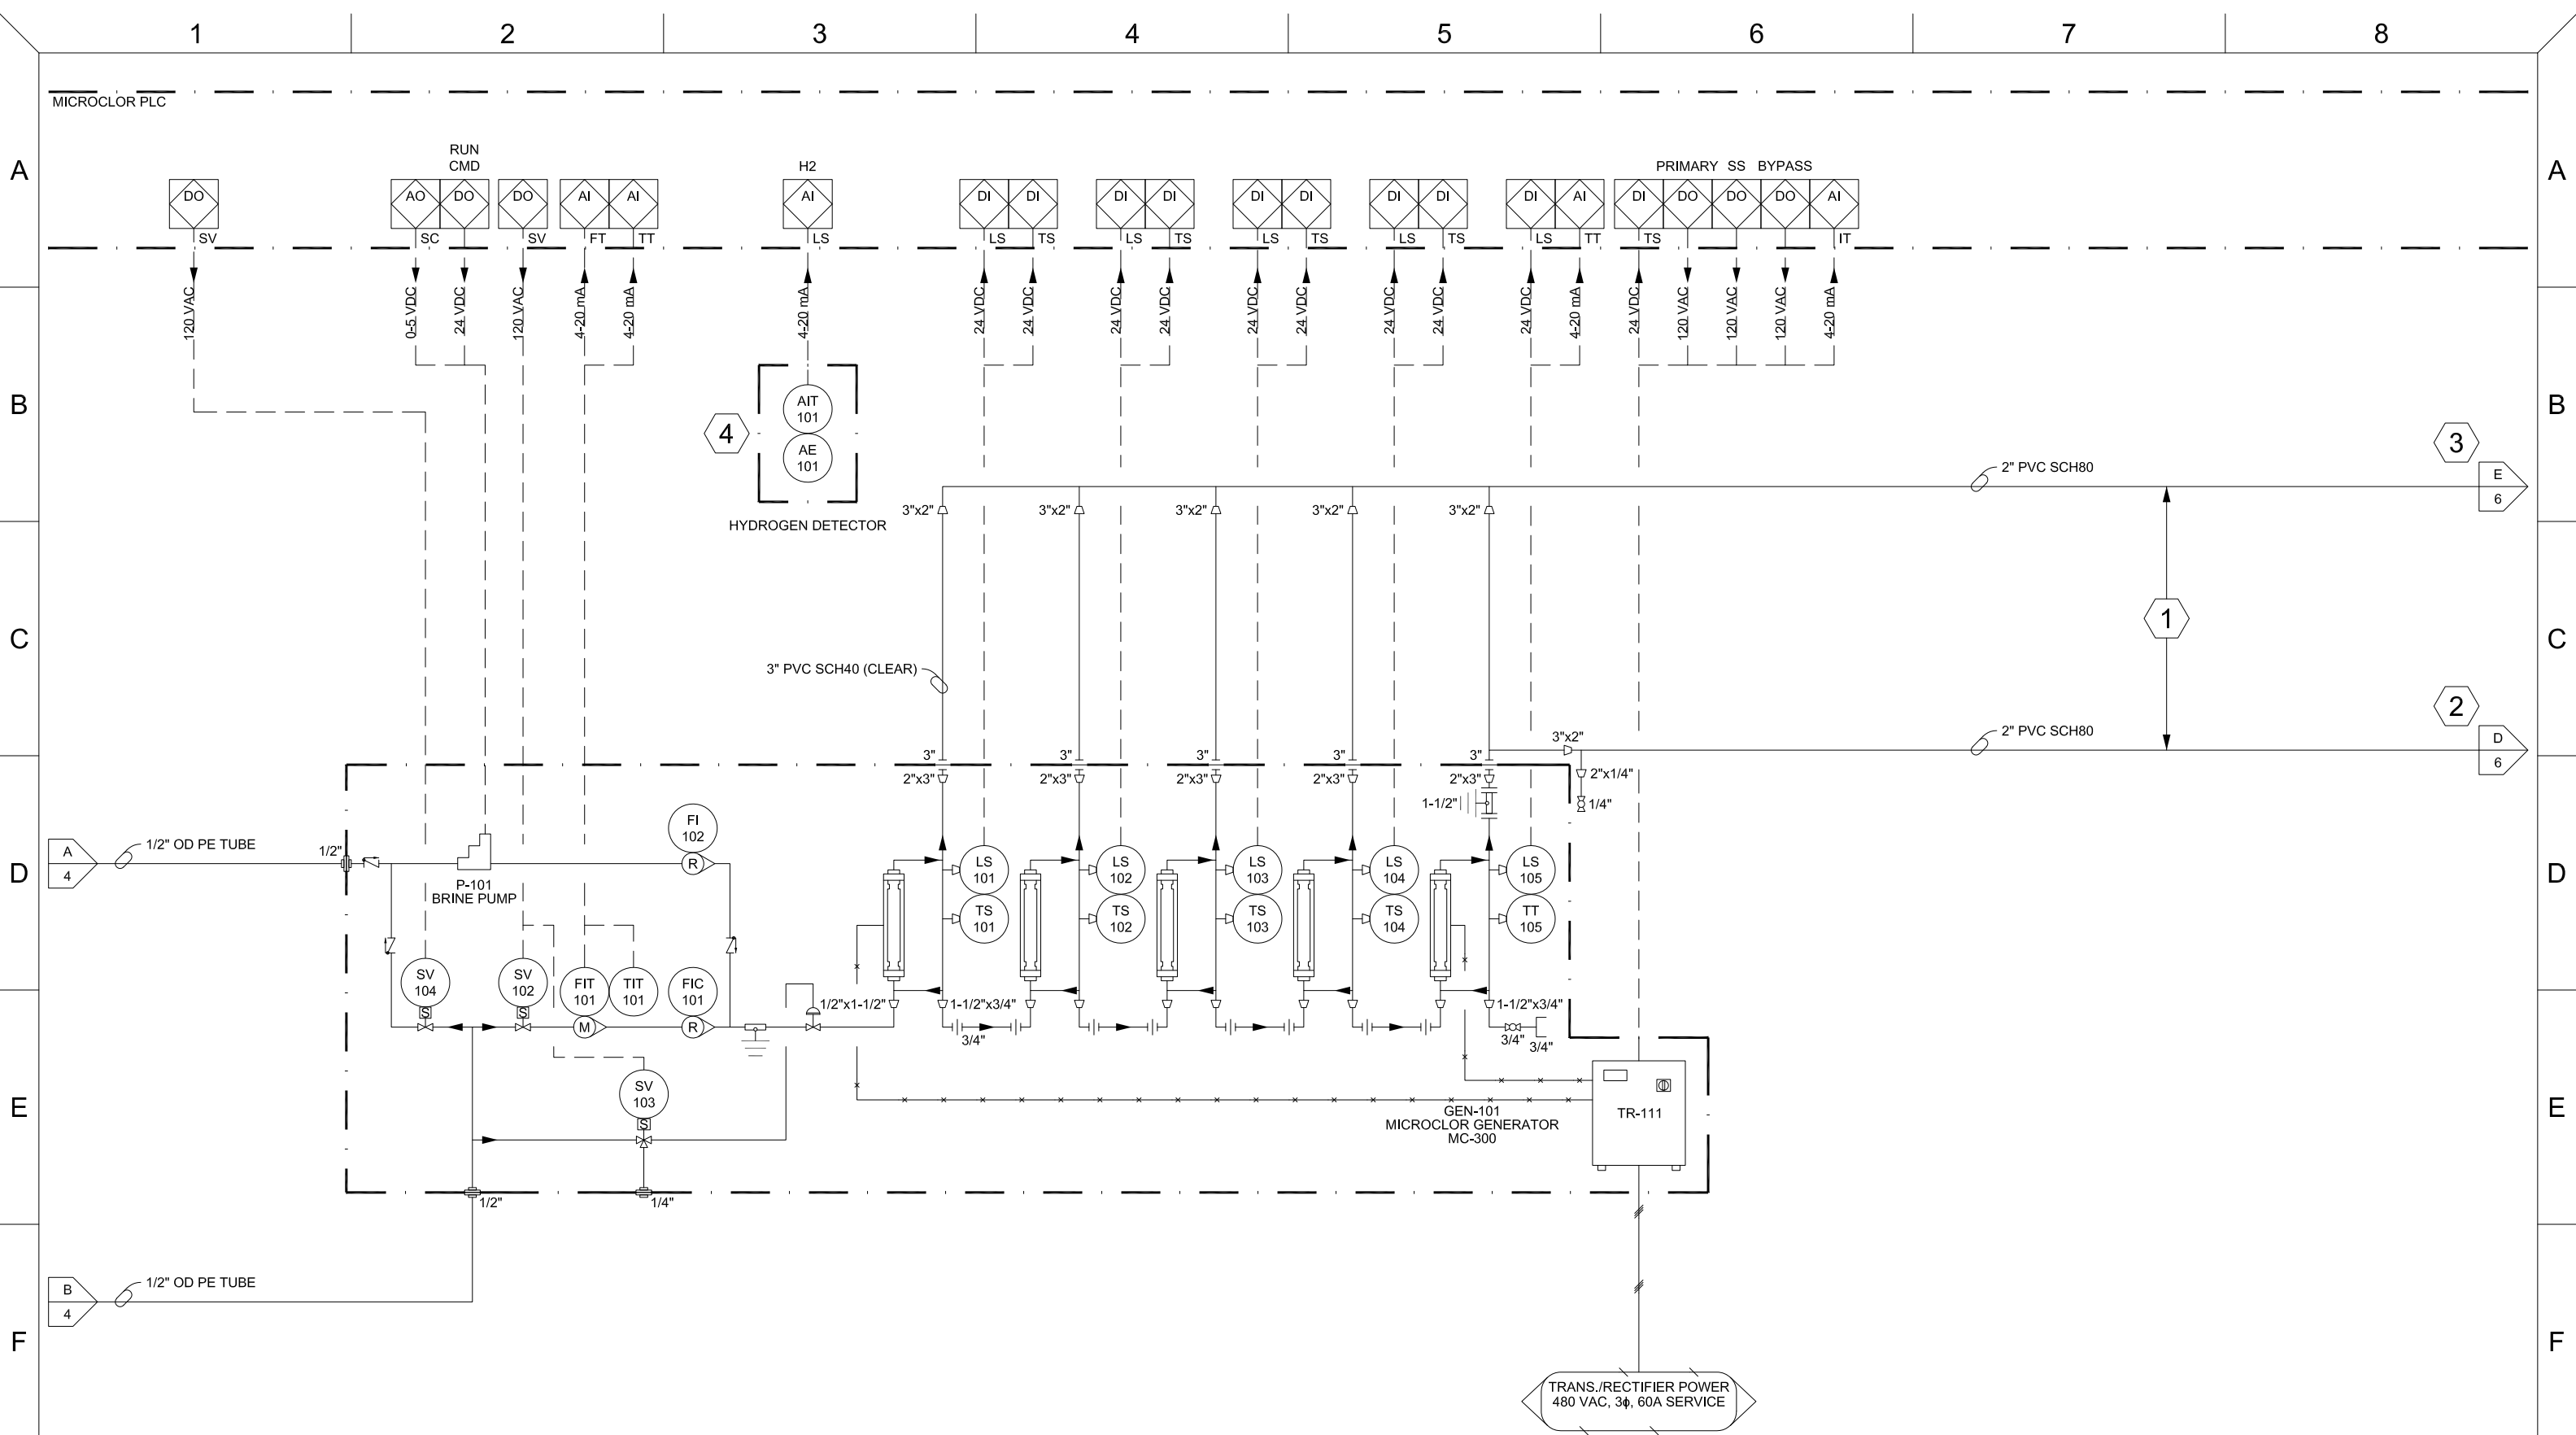 1 2 3 4 5 6 7 8
MICROCLOR PLC
A A
RUN
CMD
H2
PRIMARY SS BYPASS
DO AO DO DO AI AI AI DI DI DI DI DI DI DI DI DI AI DI DO DO DO AI
SV SC SV FT TT LS LS TS LS TS LS TS LS TS LS TT TS IT
120 VAC 0-5 VDC 24 VDC 120 VAC 4-20 mA 4-20 mA 4-20 mA 24 VDC 24 VDC 24 VDC 24 VDC 24 VDC 24 VDC 24 VDC 24 VDC 24 VDC 4-20 mA 24 VDC 120 VAC 120 VAC 120 VAC 4-20 mA
B B
AIT
101
4
AE
101
HYDROGEN DETECTOR
3
2" PVC SCH80
E
6
3"x2" 3"x2" 3"x2" 3"x2" 3"x2"
C C
1
3" PVC SCH40 (CLEAR)
2
2" PVC SCH80
D
6
3"x2"
3" 3" 3" 3" 3"
2"x3" 2"x3" 2"x3" 2"x3" 2"x3"
2"x1/4"
1-1/2"
1/4"
D D
A
4
1/2" OD PE TUBE
1/2"
P-101
BRINE PUMP
FI
102
R
LS
101
TS
101
LS
102
TS
102
LS
103
TS
103
LS
104
TS
104
LS
105
TT
105
SV
104
S
SV
102
S
FIT
101
M
TIT
101
FIC
101
R
1/2"x1-1/2"
1-1/2"x3/4"
3/4"
1-1/2"x3/4"
3/4"
3/4"
E E
SV
103
S
GEN-101
MICROCLOR GENERATOR
MC-300
TR-111
1/2"
1/4"
F F
B
4
1/2" OD PE TUBE
TRANS./RECTIFIER POWER
480 VAC, 3ϕ, 60A SERVICE